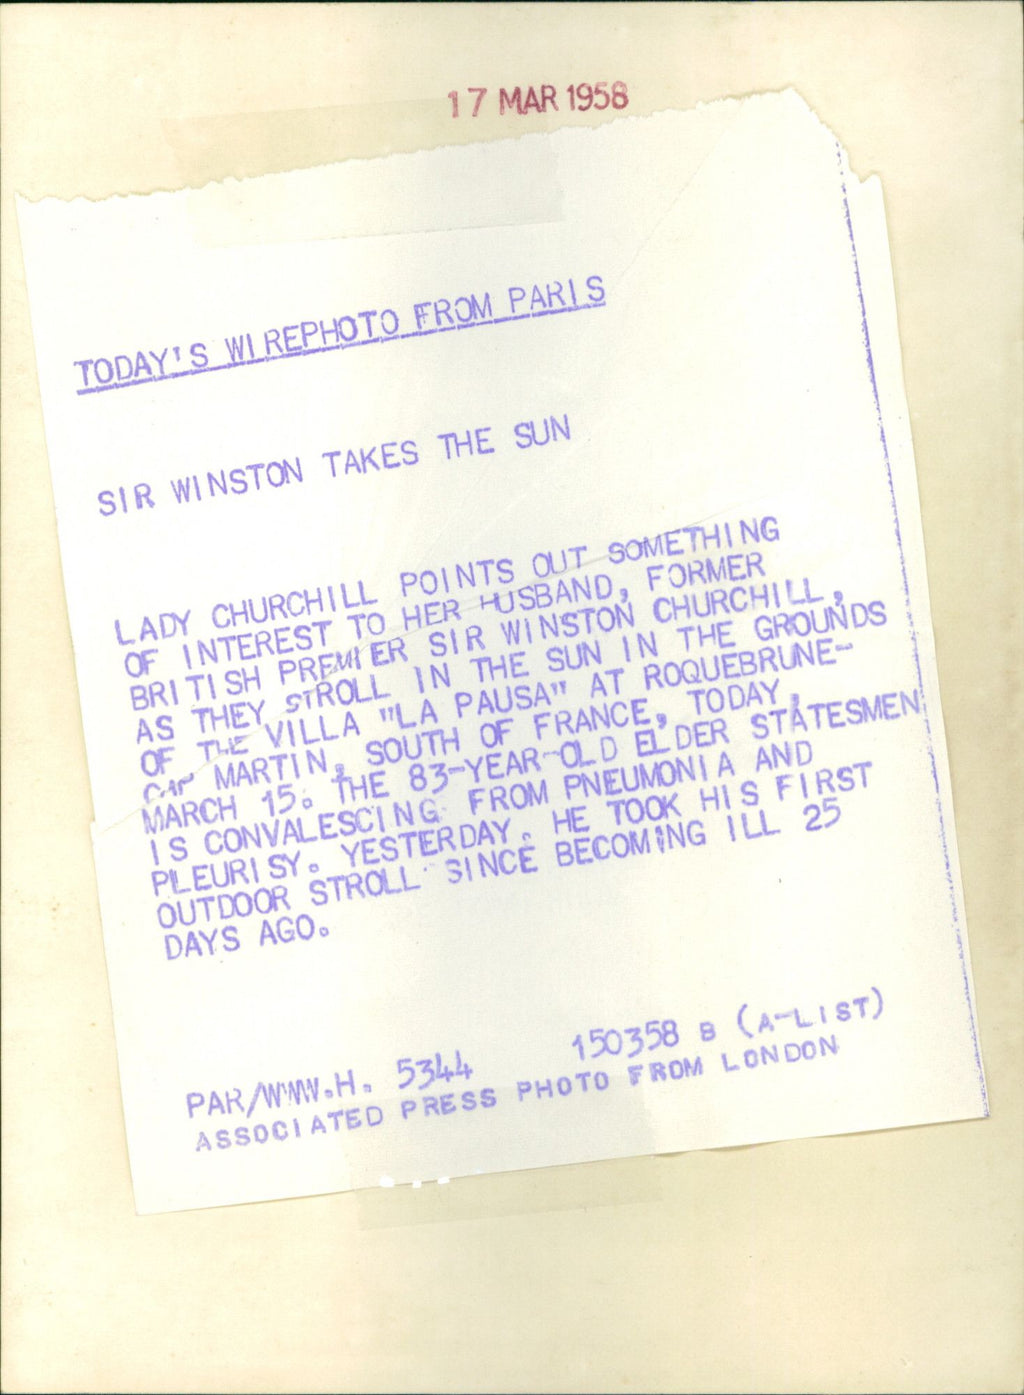 17 MAR 1958
TODAY'S WIREPHOTO FROM PARIS
SIR WINSTON TAKES THE SUN
LADY CHURCHILL POINTS OUT SOMETHING
OF INTEREST TO HER HUSBAND, FORMER
BRITISH PREMIER SIR WINSTON CHURCHILL,
AS THEY STROLL IN THE SUN IN THE GROUNDS
OF THE VILLA "LA PAUSA" AT ROQUEBRUNE-
CAP MARTIN, SOUTH OF FRANCE, TODAY,
MARCH 15. THE 83-YEAR-OLD ELDER STATESMEN
IS CONVALESCING FROM PNEUMONIA AND
PLEURISY. YESTERDAY. HE TOOK HIS FIRST
OUTDOOR STROLL SINCE BECOMING ILL 25
DAYS AGO.
PAR/WWW.H. 5344 150358 B (A-LIST)
ASSOCIATED PRESS PHOTO FROM LONDON